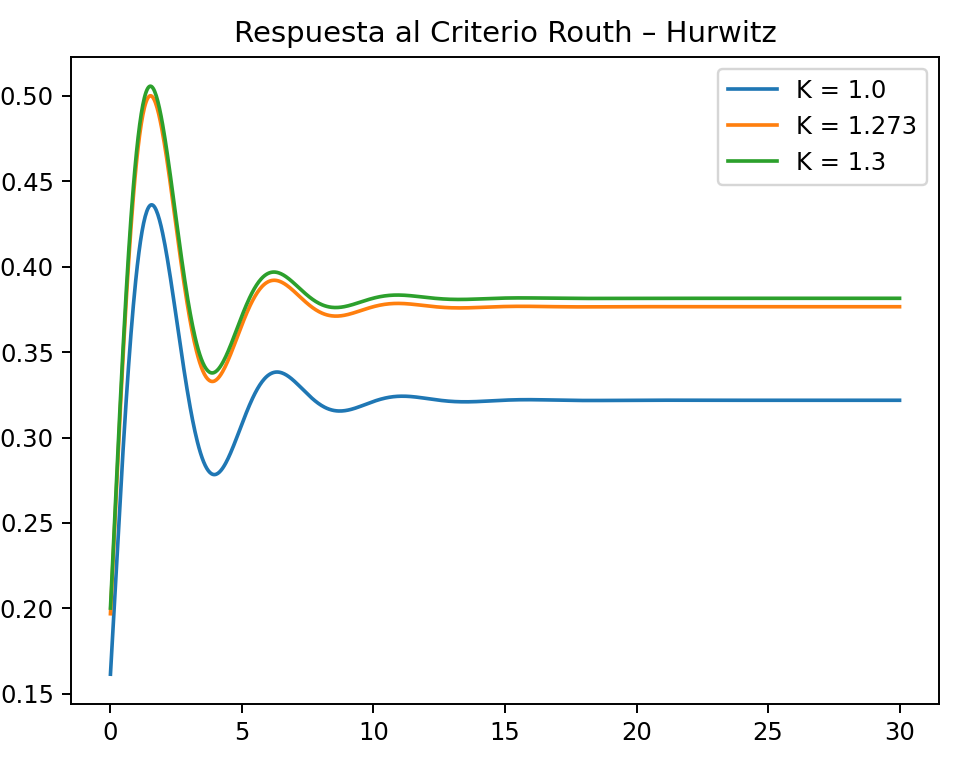 Respuesta al Criterio Routh – Hurwitz
K = 1.0
K = 1.273
K = 1.3
0.50
0.45
0.40
0.35
0.30
0.25
0.20
0.15
0 5 10 15 20 25 30